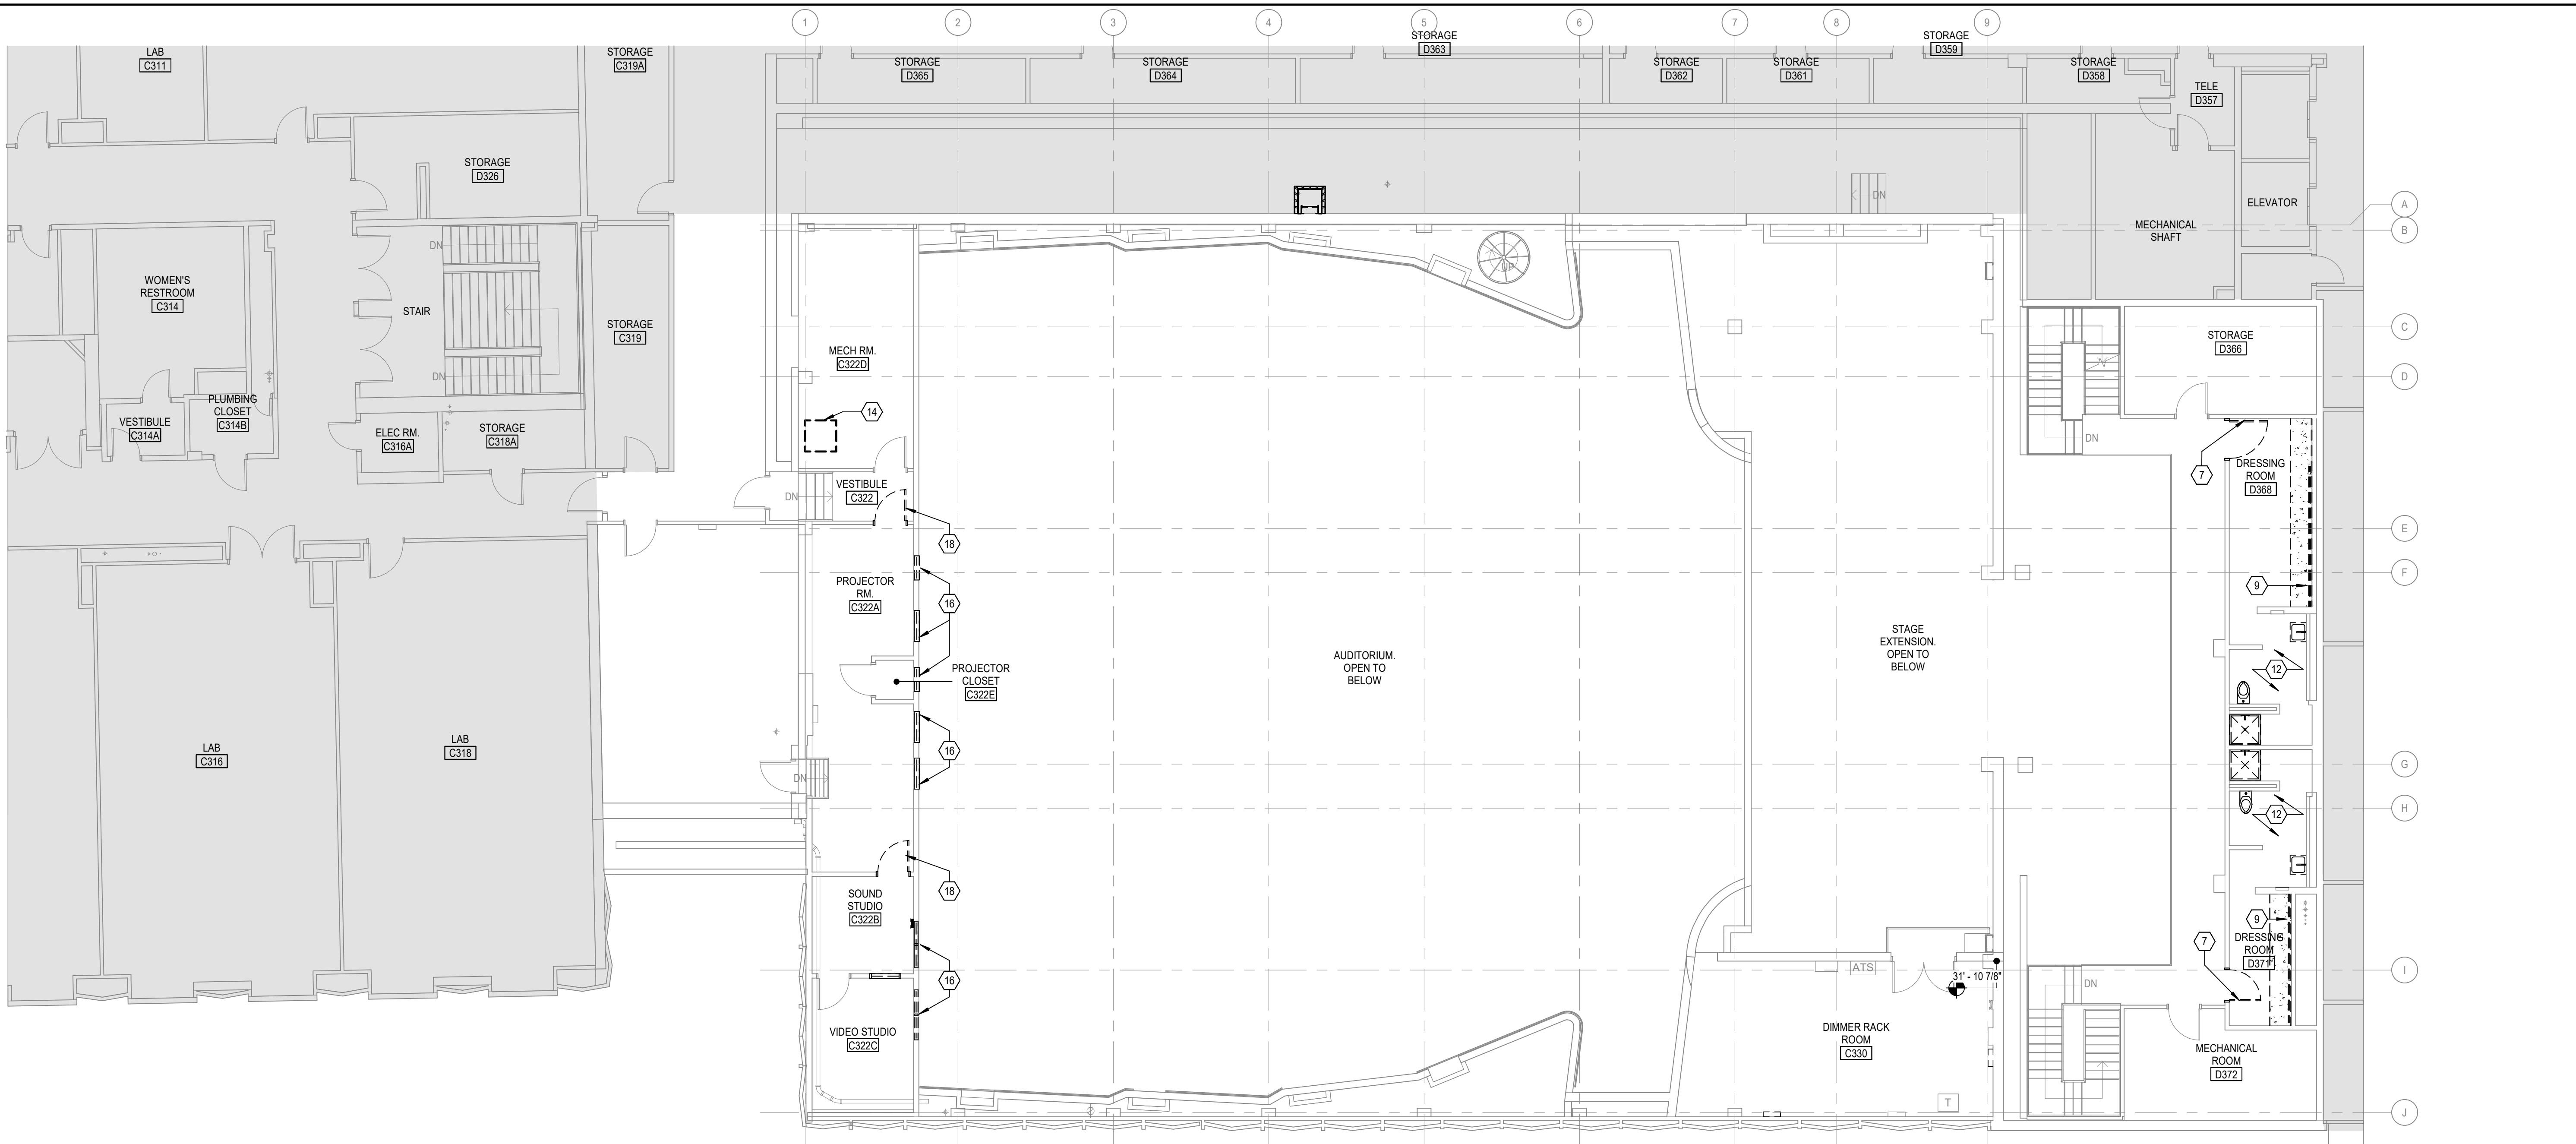 1
2
3
4
5
6
7
8
9
LAB
C311
STORAGE
C319A
STORAGE
D365
STORAGE
D364
STORAGE
D363
STORAGE
D362
STORAGE
D361
STORAGE
D359
STORAGE
D358
TELE
D357
STORAGE
D326
DN
ELEVATOR
A
MECHANICAL
SHAFT
B
DN
WOMEN'S
RESTROOM
C314
STAIR
UP
STORAGE
C319
C
STORAGE
D366
MECH RM.
C322D
D
DN
PLUMBING
CLOSET
C314B
VESTIBULE
C314A
ELEC RM.
C316A
STORAGE
C318A
14
DN
7
DRESSING
ROOM
D368
VESTIBULE
C322
DN
18
E
F
PROJECTOR
RM.
C322A
16
9
STAGE
EXTENSION.
OPEN TO
BELOW
AUDITORIUM.
OPEN TO
BELOW
PROJECTOR
CLOSET
C322E
12
LAB
C316
LAB
C318
16
DN
G
H
12
18
SOUND
STUDIO
C322B
9
DRESSING
ROOM
D371
7
16
ATS
31' - 10 7/8"
I
DN
VIDEO STUDIO
C322C
DIMMER RACK
ROOM
C330
MECHANICAL
ROOM
D372
T
J